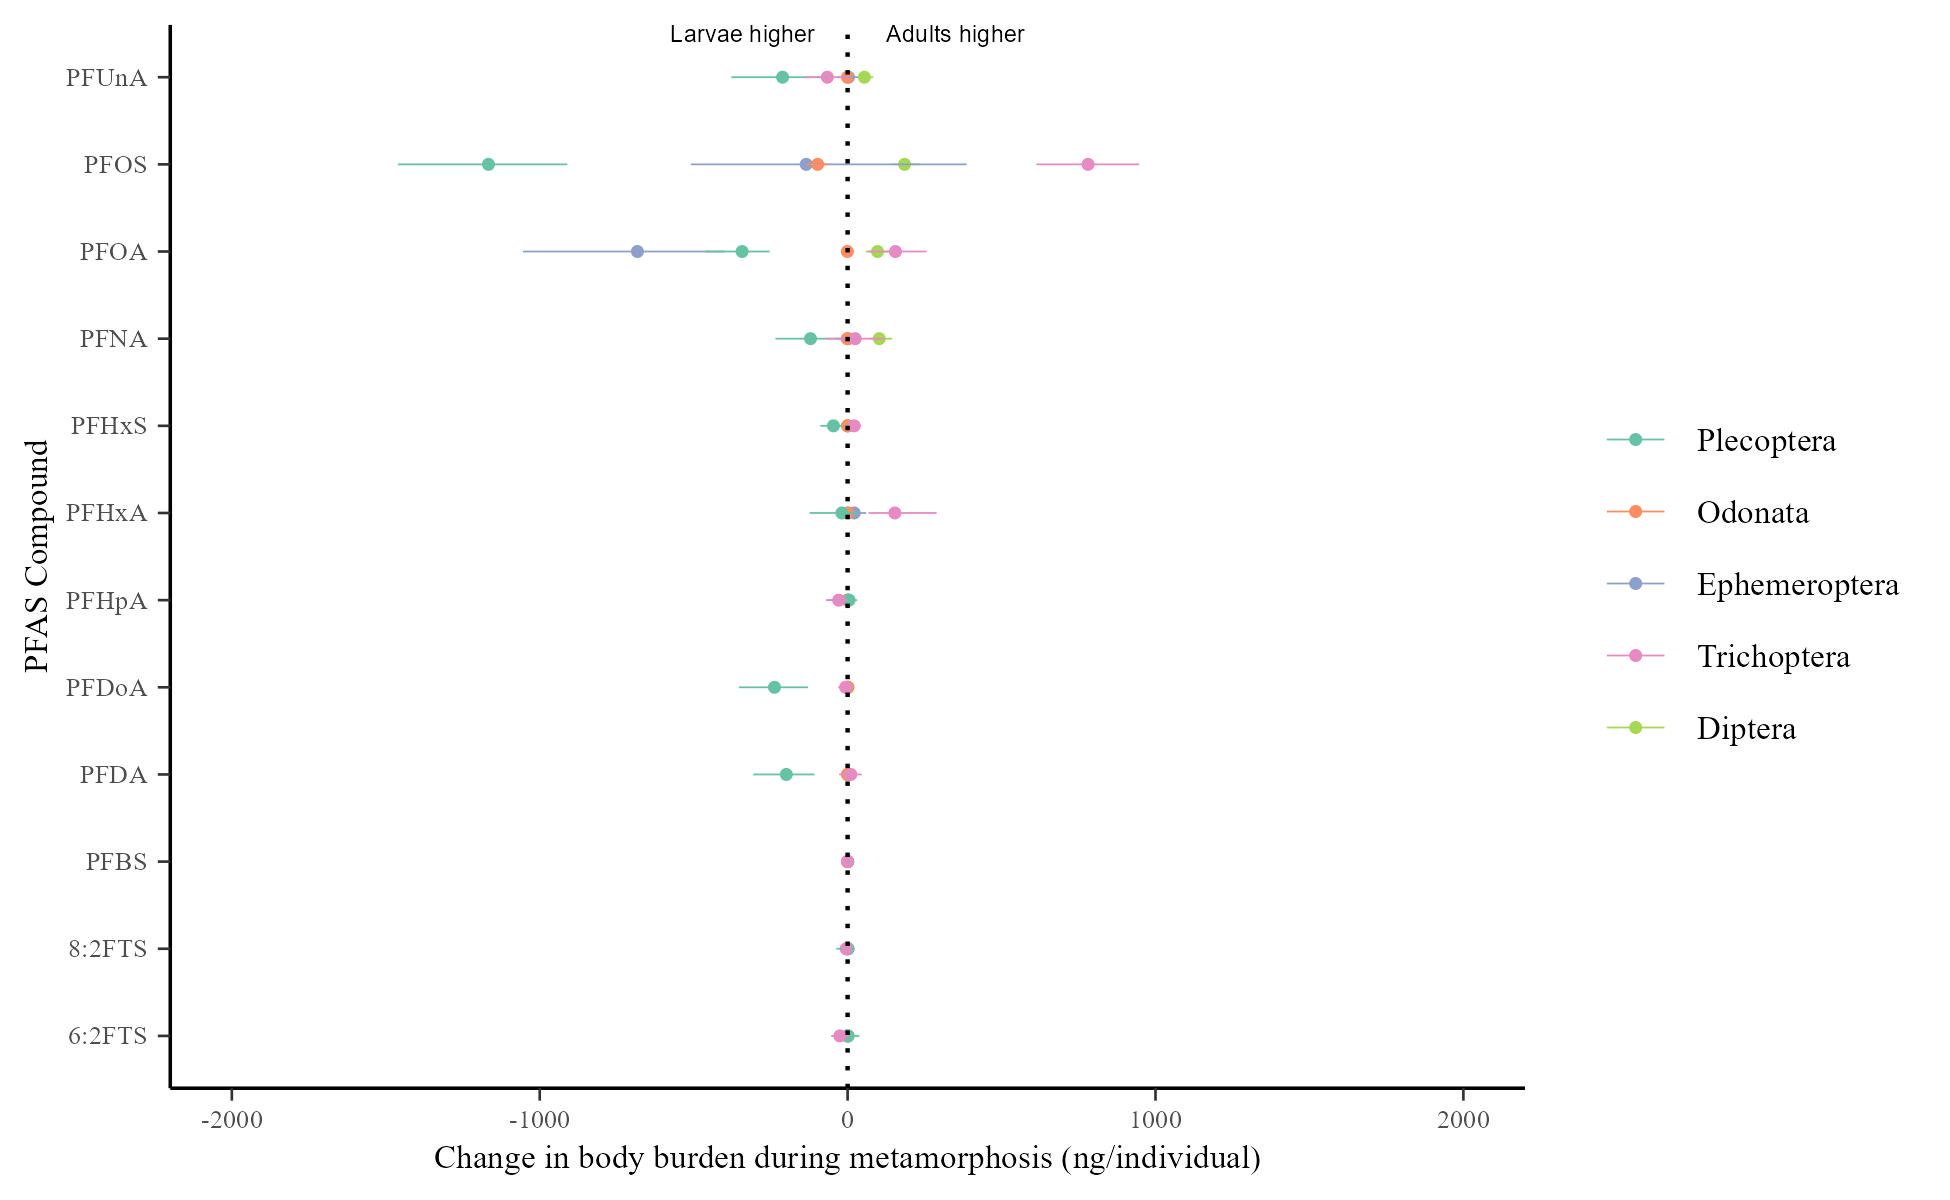 Larvae higher
Adults higher
PFUnA
PFOS
PFOA
PFNA
PFHxS
PFHxA
PFHpA
PFDoA
PFDA
PFBS
8:2FTS
6:2FTS
PFAS Compound
-2000
-1000
0
1000
2000
Change in body burden during metamorphosis (ng/individual)
Plecoptera
Odonata
Ephemeroptera
Trichoptera
Diptera